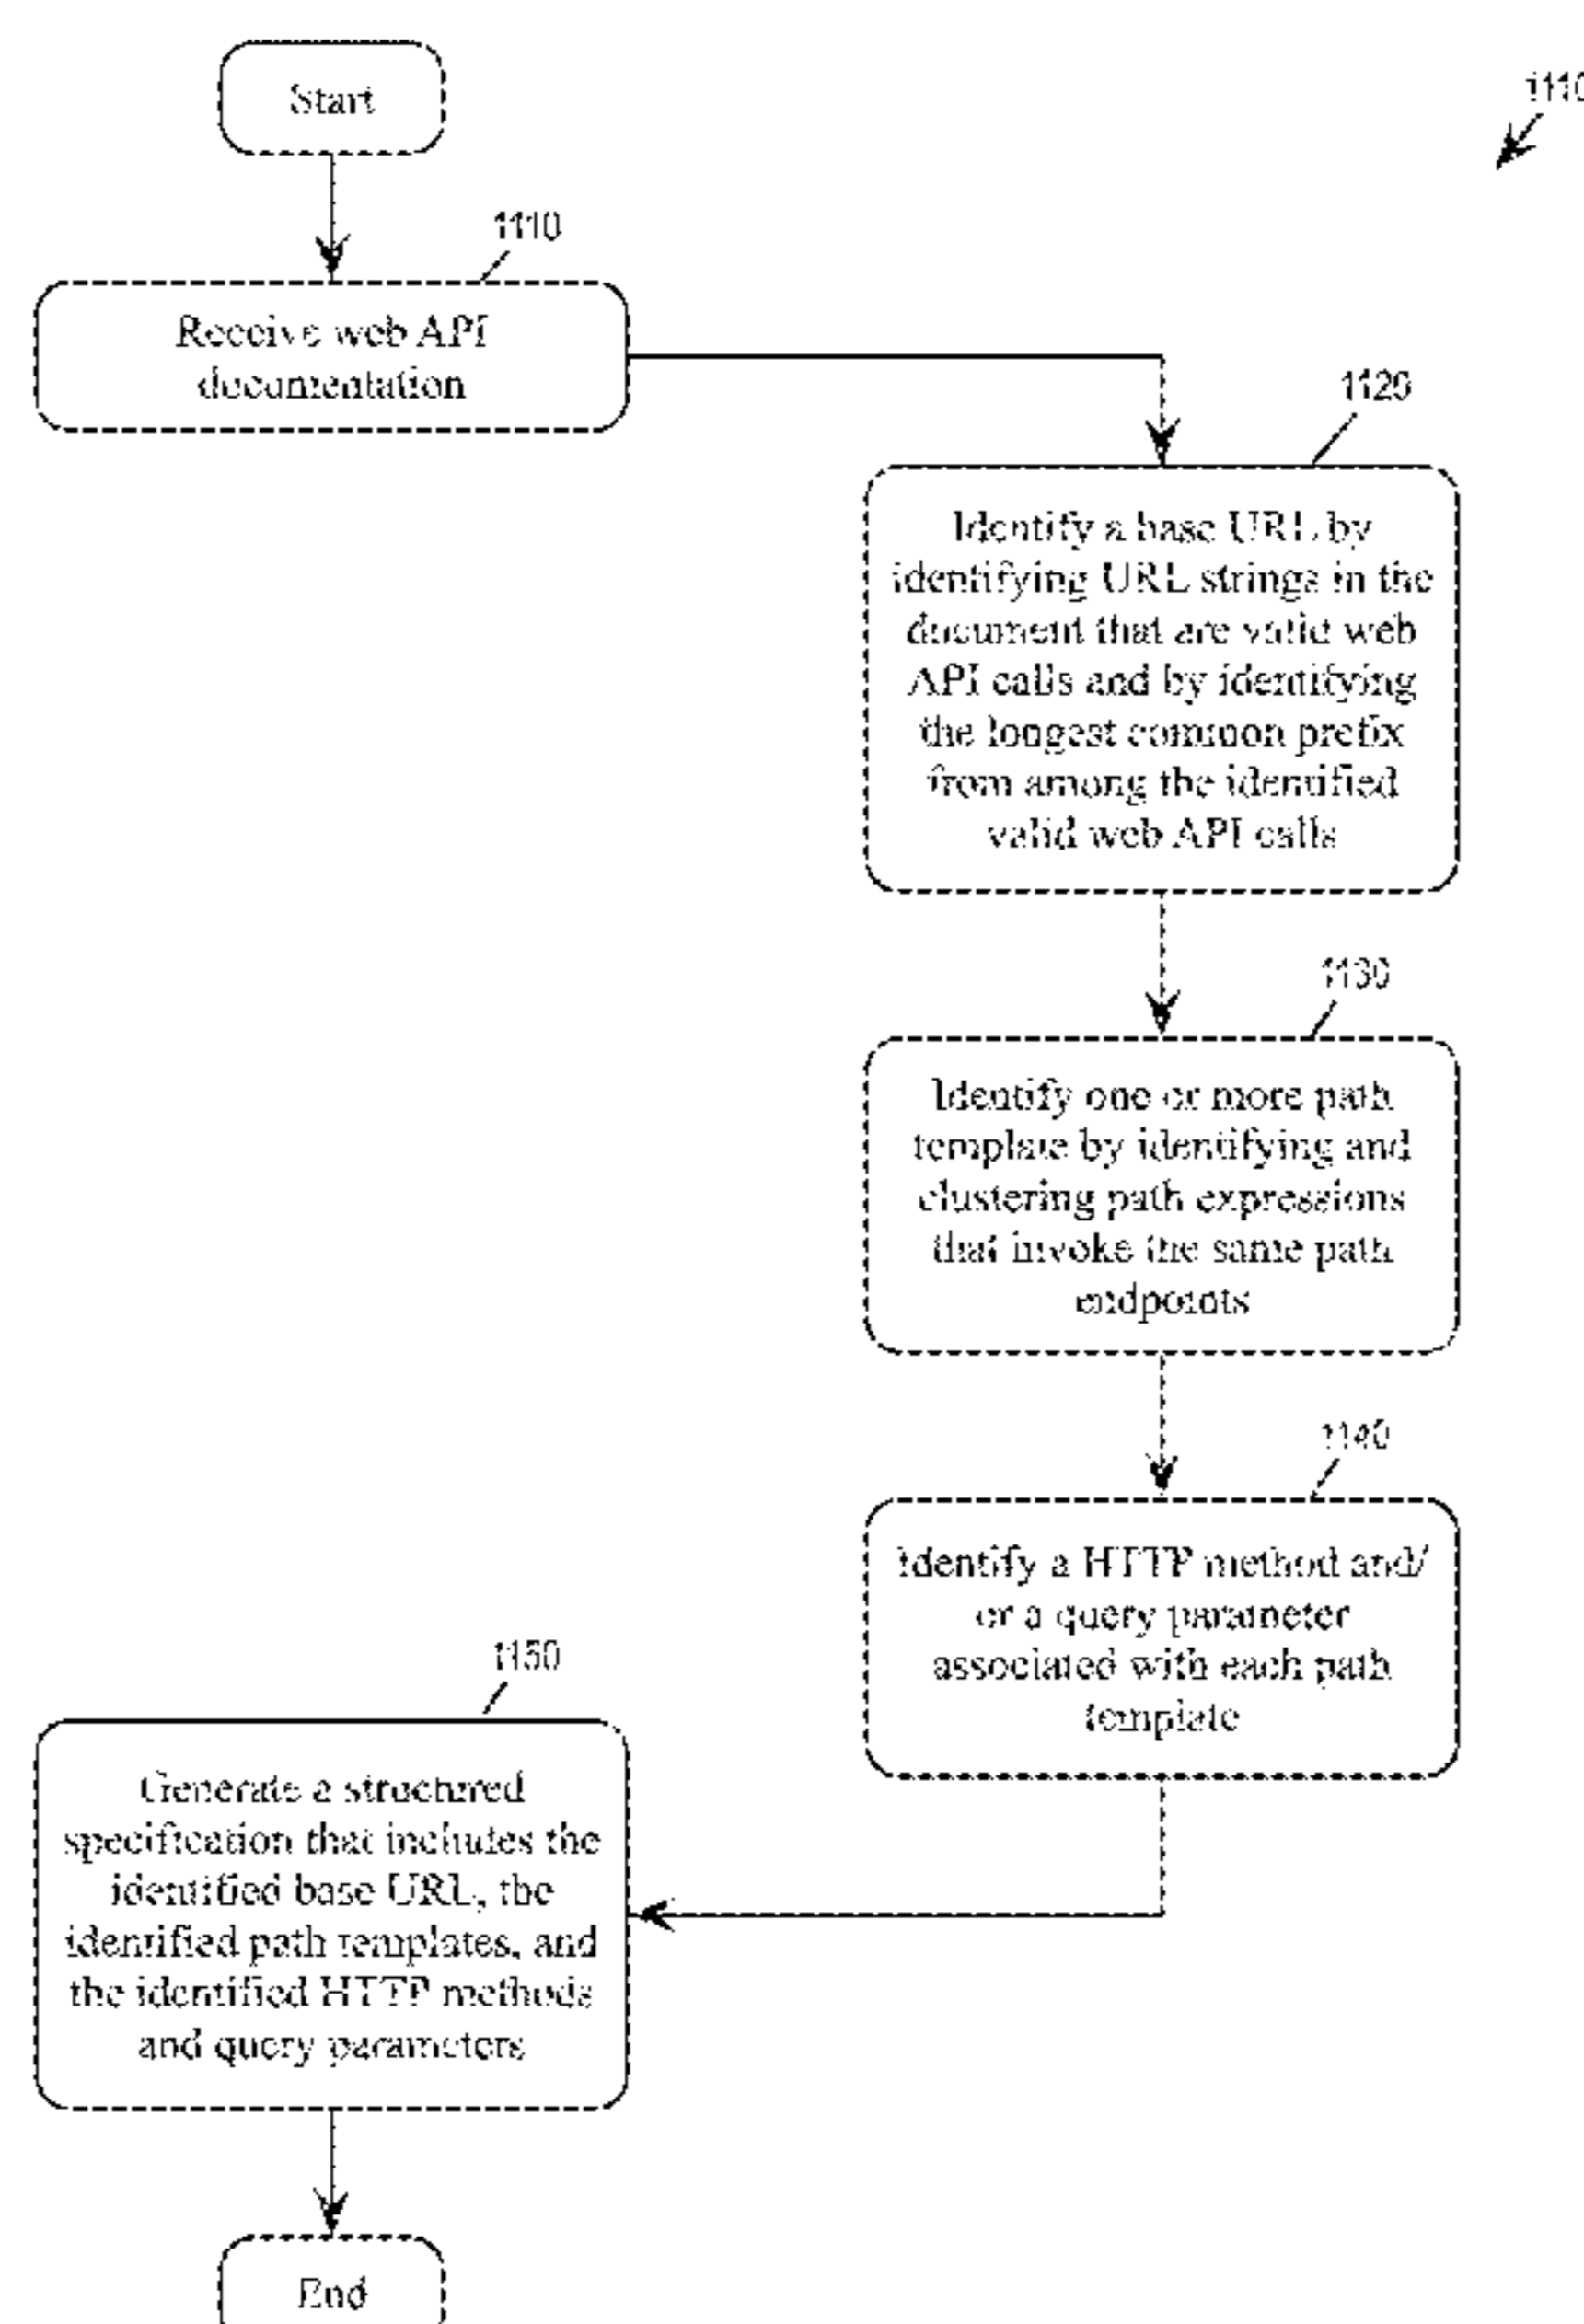 Start
1110
1110
Receive web API
documentation
1120
Identify a base URL by
identifying URL strings in the
document that are valid web
API calls and by identifying
the longest common prefix
from among the identified
valid web API calls
1130
Identify one or more path
template by identifying and
clustering path expressions
that invoke the same path
endpoints
1140
Identify a HTTP method and/
or a query parameter
associated with each path
template
1150
Generate a structured
specification that includes the
identified base URL, the
identified path templates, and
the identified HTTP methods
and query parameters
End